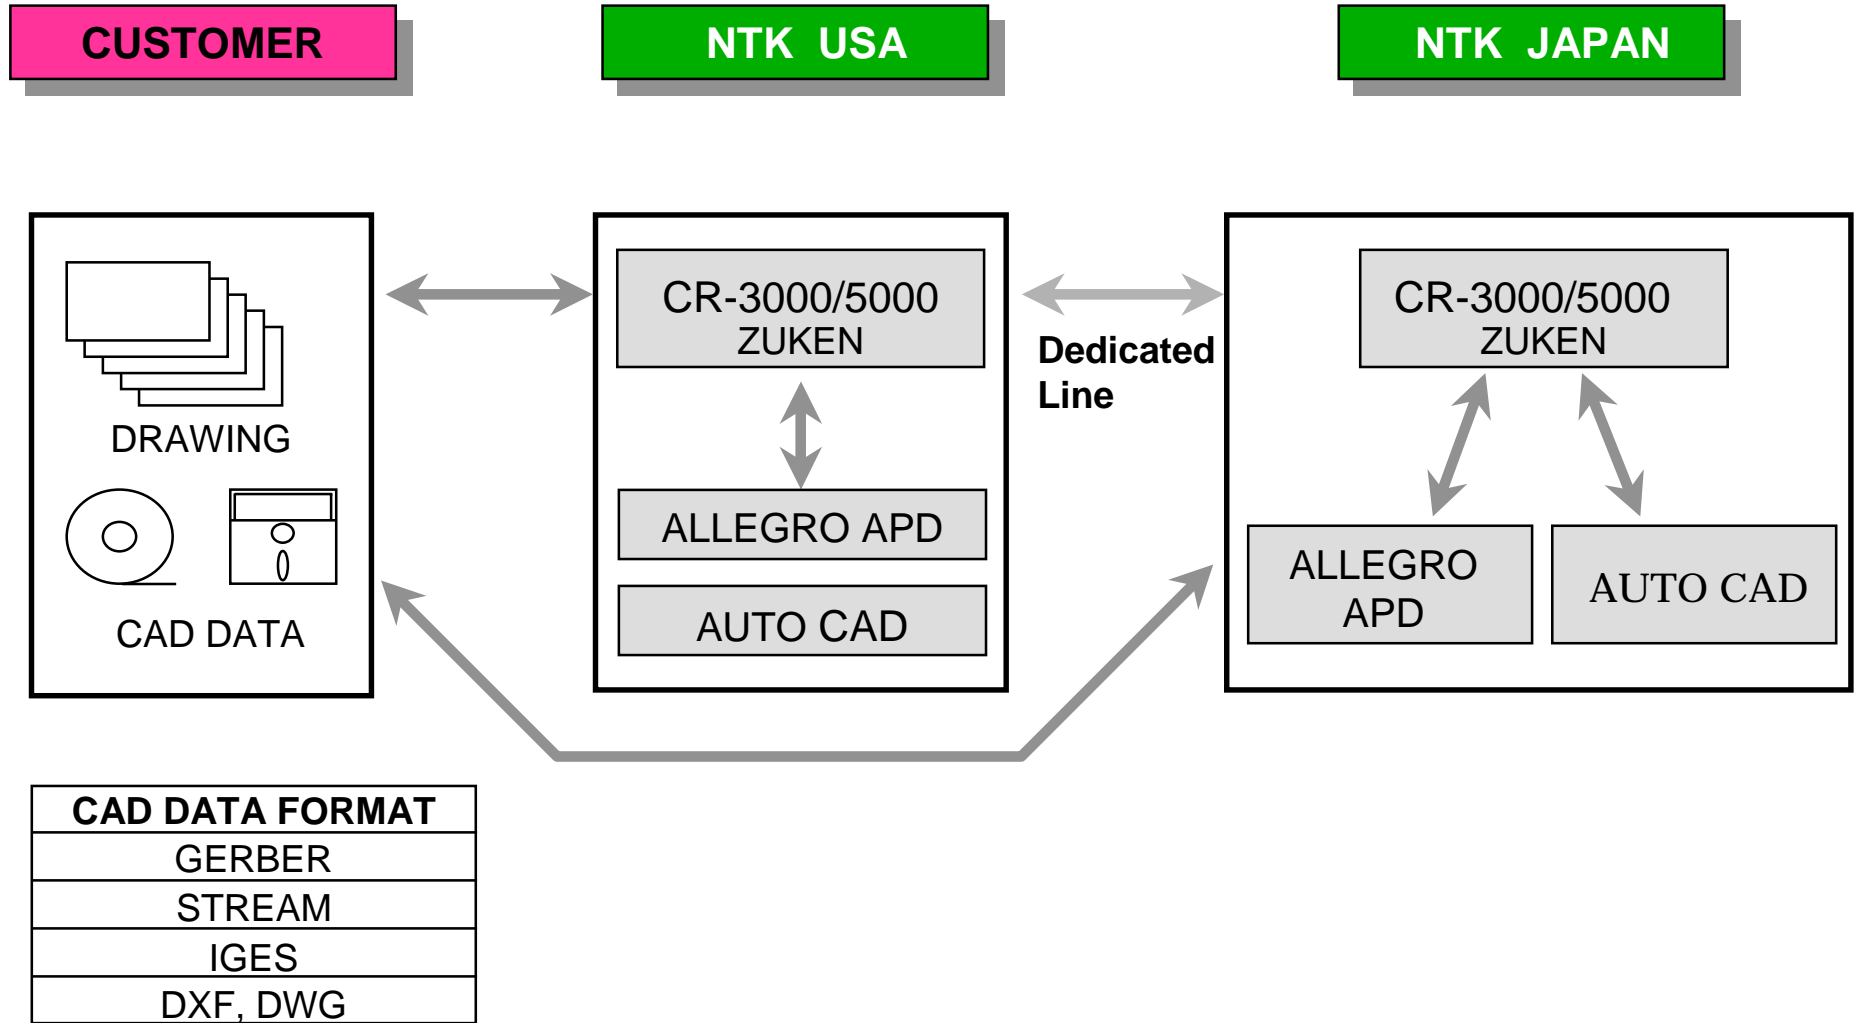 CUSTOMER
NTK USA
NTK JAPAN
DRAWING
CAD DATA
CR-3000/5000
ZUKEN
ALLEGRO APD
AUTO CAD
Dedicated
Line
CR-3000/5000
ZUKEN
ALLEGRO
APD
AUTO CAD
CAD DATA FORMAT
GERBER
STREAM
IGES
DXF, DWG